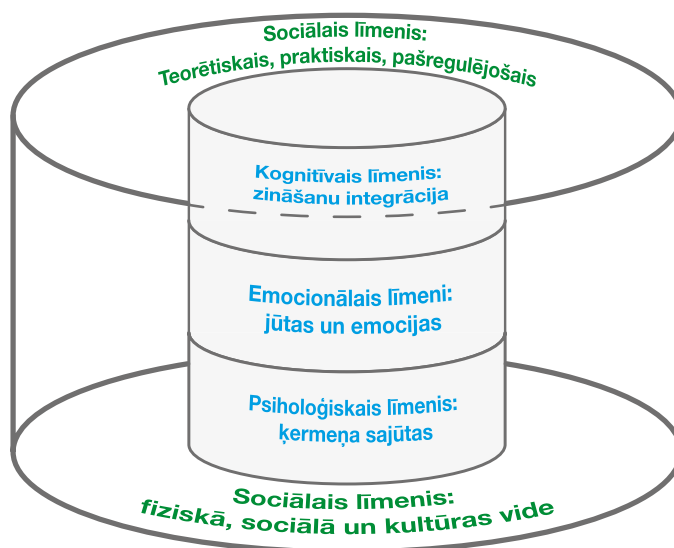 Sociālais līmenis:
Teorētiskais, praktiskais, pašregulējošais
Kognitīvais līmenis:
zināšanu integrācija
Emocionālais līmeni:
jūtas un emocijas
Psiholoģiskais līmenis:
ķermeņa sajūtas
Sociālais līmenis:
fiziskā, sociālā un kultūras vide